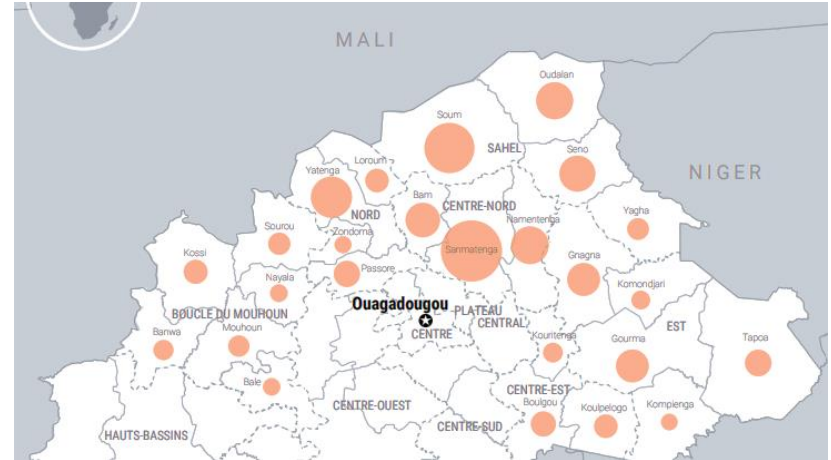 MALI
Oudalan
Soum
SAHEL
Seno
NIGER
Loroum
Yatenga
Bam
CENTRE-NORD
NORD
Namentenga
Yagha
Sourou
Zondoma
Sanmatenga
Kossi
Passore
Gnagna
Nayala
Komondjari
Ouagadougou
BOUCLE DU MOUHOUN
PLATEAU
CENTRAL
Mouhoun
CENTRE
EST
Banwa
Kouritenga
Gourma
Tapoa
Bale
CENTRE-EST
CENTRE-OUEST
Boulgou
Koulpelogo
Kompienga
CENTRE-SUD
HAUTS-BASSINS